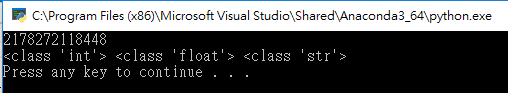 C:\Program Files (x86)\Microsoft Visual Studio\Shared\Anaconda3_64\python.exe
2178272118448
<class 'int'> <class 'float'> <class 'str'>
Press any key to continue . . .